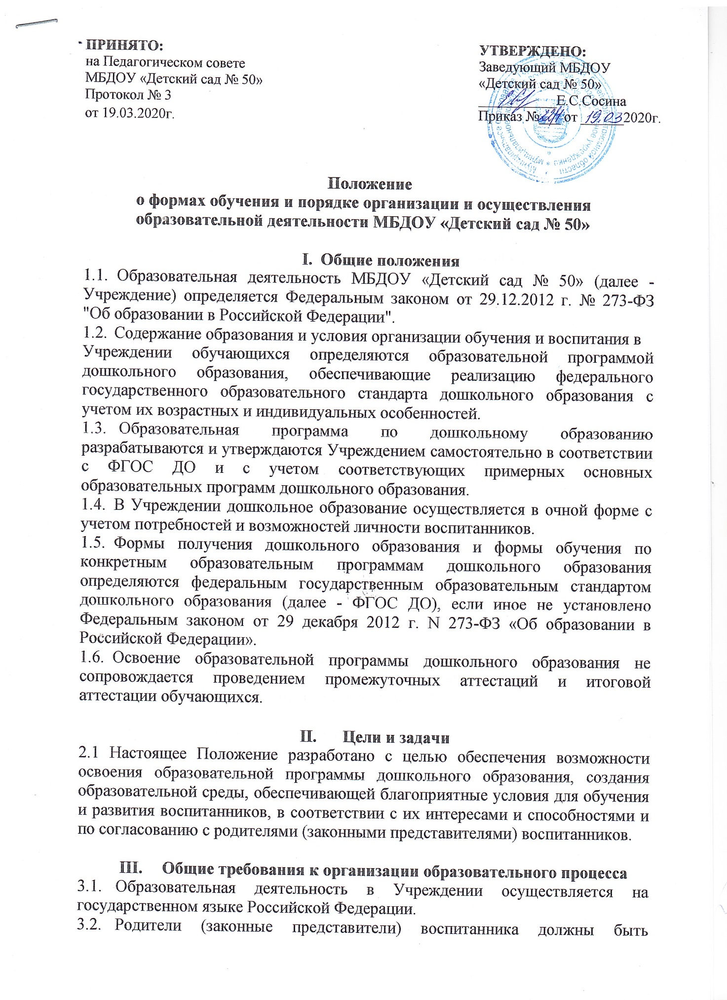 ПРИНЯТО:
на Педагогическом совете
МБДОУ «Детский сад № 50»
Протокол № 3
от 19.03.2020г.
УТВЕРЖДЕНО:
Заведующий МБДОУ
«Детский сад № 50»
Е.С.Сосина
Приказ № от 19.03 2020г.
Положение
о формах обучения и порядке организации и осуществления
образовательной деятельности МБДОУ «Детский сад № 50»
I. Общие положения
1.1. Образовательная деятельность МБДОУ «Детский сад № 50» (далее -
Учреждение) определяется Федеральным законом от 29.12.2012 г. № 273-ФЗ
"Об образовании в Российской Федерации".
1.2. Содержание образования и условия организации обучения и воспитания в
Учреждении обучающихся определяются образовательной программой
дошкольного образования, обеспечивающие реализацию федерального
государственного образовательного стандарта дошкольного образования с
учетом их возрастных и индивидуальных особенностей.
1.3. Образовательная программа по дошкольному образованию
разрабатываются и утверждаются Учреждением самостоятельно в соответствии
с ФГОС ДО и с учетом соответствующих примерных основных
образовательных программ дошкольного образования.
1.4. В Учреждении дошкольное образование осуществляется в очной форме с
учетом потребностей и возможностей личности воспитанников.
1.5. Формы получения дошкольного образования и формы обучения по
конкретным образовательным программам дошкольного образования
определяются федеральным государственным образовательным стандартом
дошкольного образования (далее - ФГОС ДО), если иное не установлено
Федеральным законом от 29 декабря 2012 г. N 273-ФЗ «Об образовании в
Российской Федерации».
1.6. Освоение образовательной программы дошкольного образования не
сопровождается проведением промежуточных аттестаций и итоговой
аттестации обучающихся.
II. Цели и задачи
2.1 Настоящее Положение разработано с целью обеспечения возможности
освоения образовательной программы дошкольного образования, создания
образовательной среды, обеспечивающей благоприятные условия для обучения
и развития воспитанников, в соответствии с их интересами и способностями и
по согласованию с родителями (законными представителями) воспитанников.
III. Общие требования к организации образовательного процесса
3.1. Образовательная деятельность в Учреждении осуществляется на
государственном языке Российской Федерации.
3.2. Родители (законные представители) воспитанника должны быть